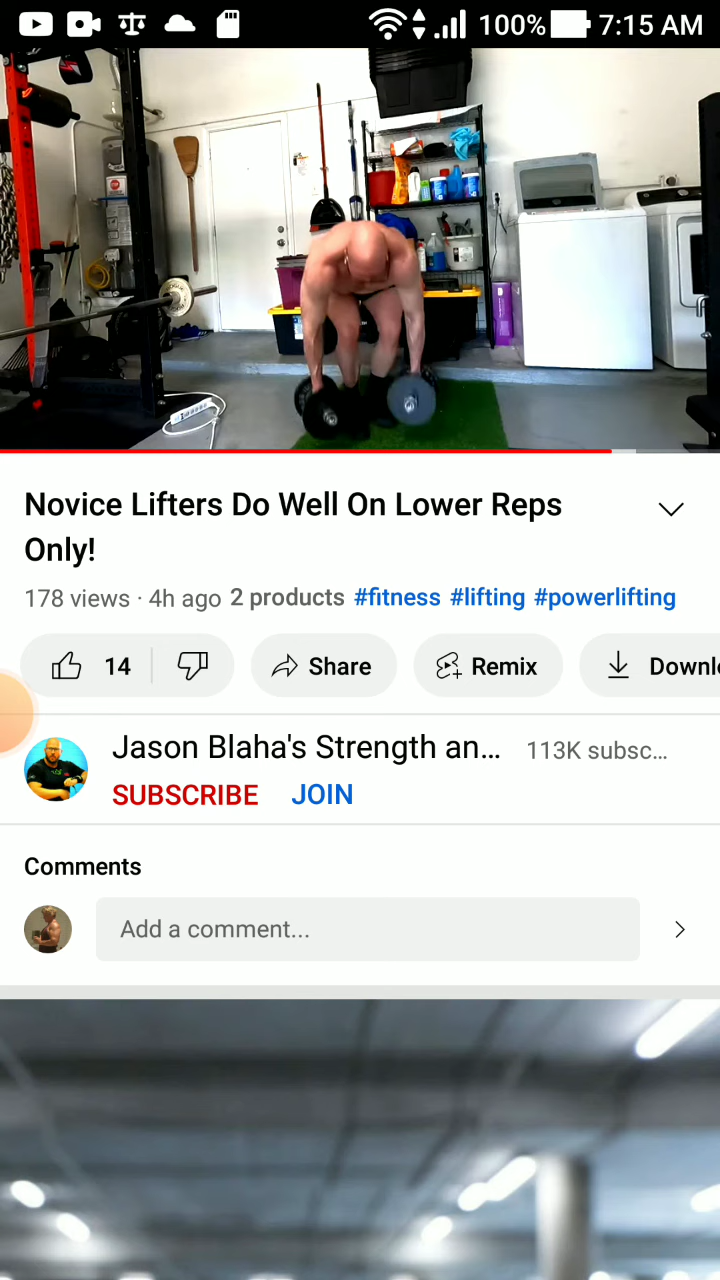 100% 7:15 AM
Novice Lifters Do Well On Lower Reps
Only!
178 views · 4h ago 2 products #fitness #lifting #powerlifting
14 Share Remix Downlo
Jason Blaha's Strength an... 113K subsc...
SUBSCRIBE JOIN
Comments
Add a comment...